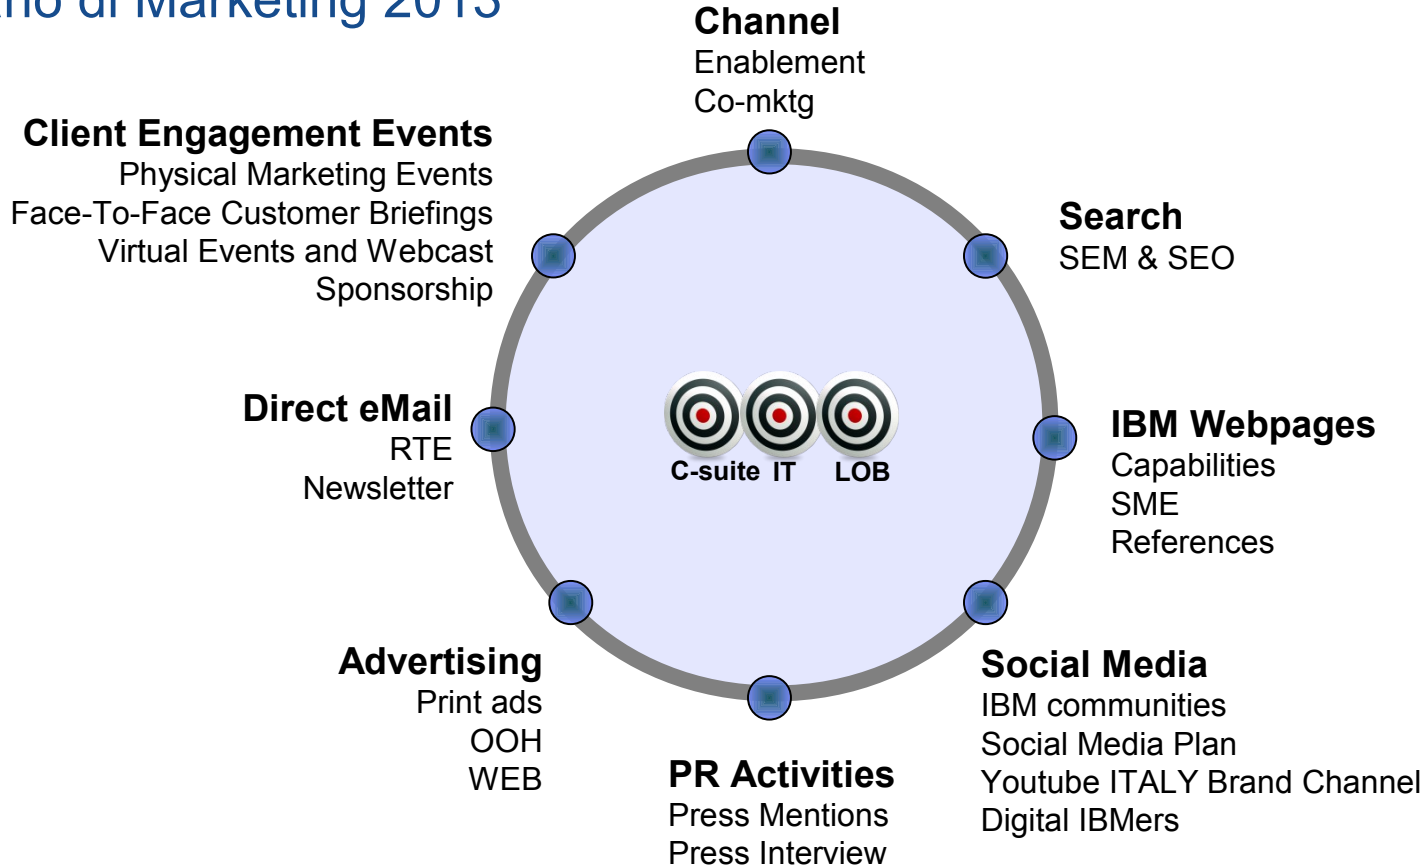 di Marketing 2013
Channel
Enablement
Co-mktg
Client Engagement Events
Physical Marketing Events
Face-To-Face Customer Briefings
Virtual Events and Webcast
Sponsorship
Search
SEM & SEO
Direct eMail
RTE
Newsletter
C-suite IT LOB
IBM Webpages
Capabilities
SME
References
Advertising
Print ads
OOH
WEB
PR Activities
Press Mentions
Press Interview
Social Media
IBM communities
Social Media Plan
Youtube ITALY Brand Channel
Digital IBMers